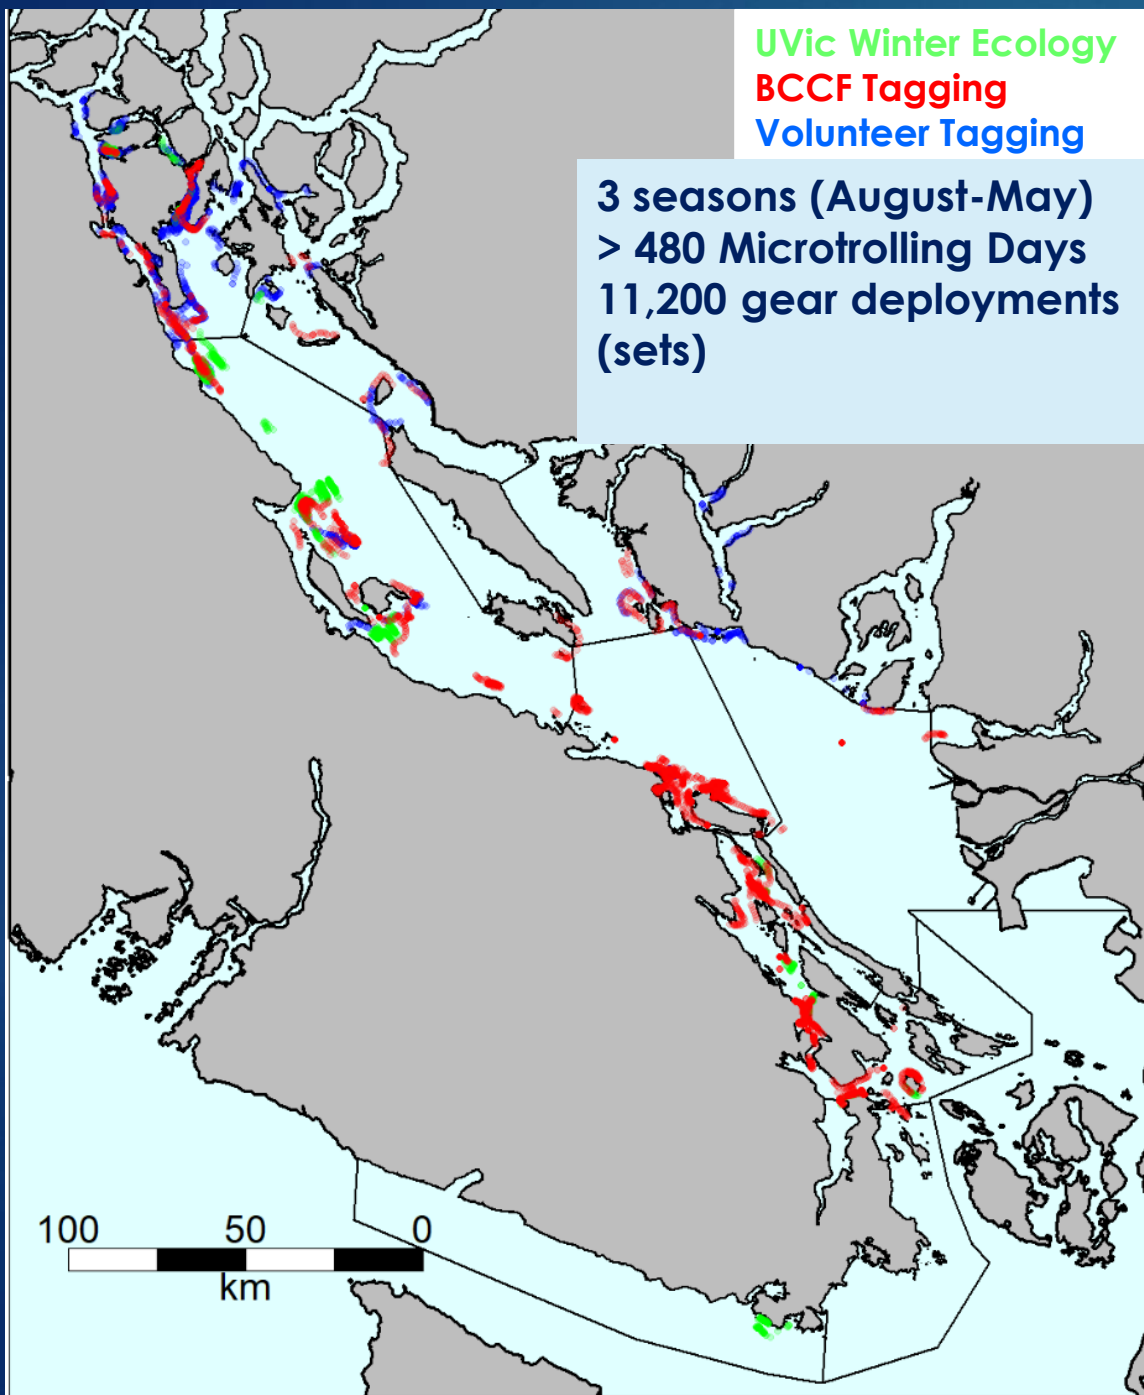 UVic Winter Ecology
BCCF Tagging
Volunteer Tagging
3 seasons (August-May)
> 480 Microtrolling Days
11,200 gear deployments
(sets)
100 50 0
km